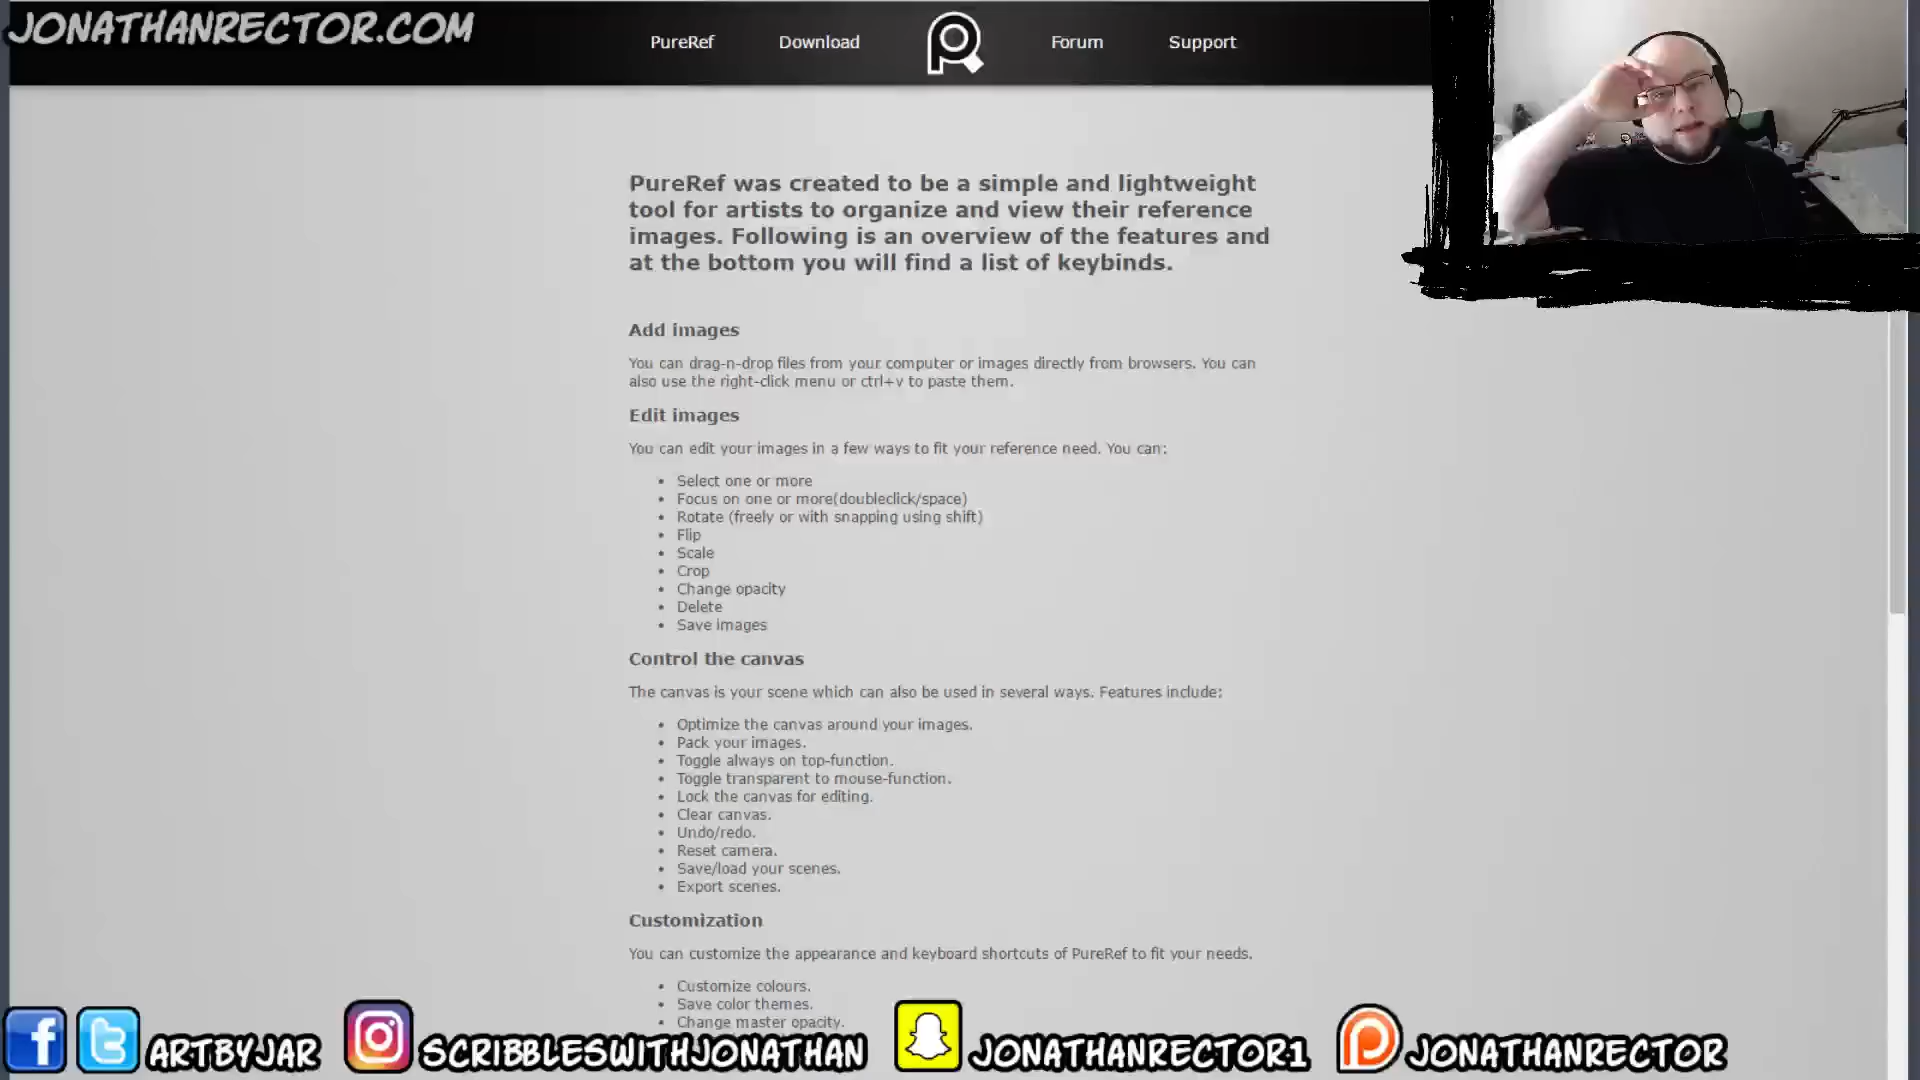 JONATHANRECTOR.COM
PureRef
Download
Forum
Support
PureRef was created to be a simple and lightweight
tool for artists to organize and view their reference
images. Following is an overview of the features and
at the bottom you will find a list of keybinds.
Add images
You can drag-n-drop files from your computer or images directly from browsers. You can
also use the right-click menu or ctrl+v to paste them.
Edit images
You can edit your images in a few ways to fit your reference need. You can:
• Select one or more
• Focus on one or more(doubleclick/space)
• Rotate (freely or with snapping using shift)
• Flip
• Scale
• Crop
• Change opacity
• Delete
• Save images
Control the canvas
The canvas is your scene which can also be used in several ways. Features include:
• Optimize the canvas around your images.
• Pack your images.
• Toggle always on top-function.
• Toggle transparent to mouse-function.
• Lock the canvas for editing.
• Clear canvas.
• Undo/redo.
• Reset camera.
• Save/load your scenes.
• Export scenes.
Customization
You can customize the appearance and keyboard shortcuts of PureRef to fit your needs.
• Customize colours.
• Save color themes.
• Change master opacity.
ARTBYJAR
SCRIBBLESWITHJONATHAN
JONATHANRECTOR1
JONATHANRECTOR